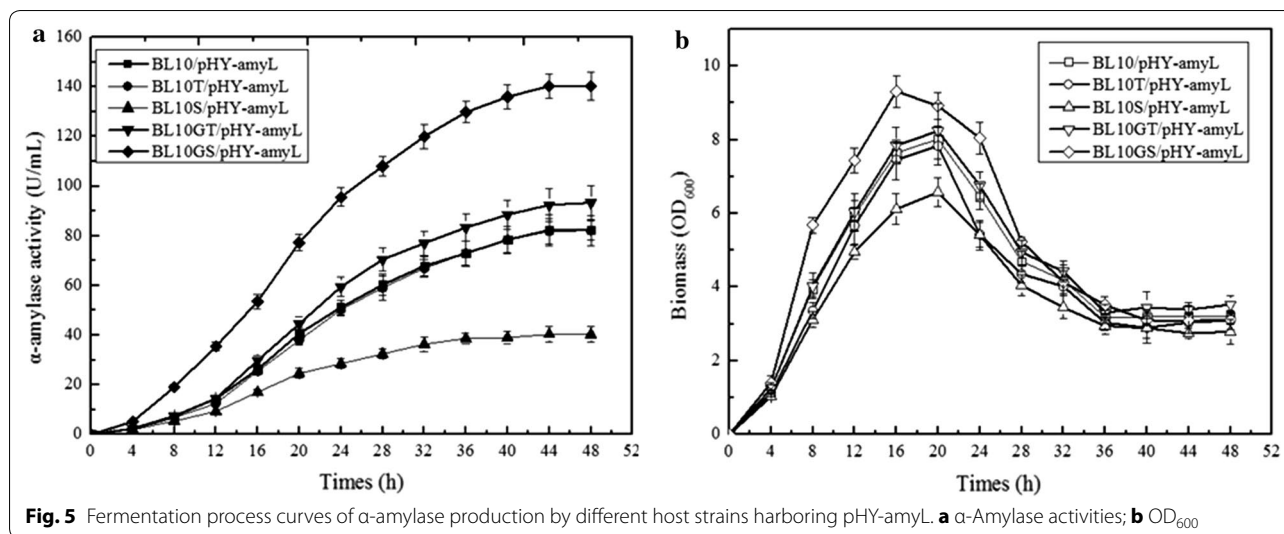 a
160
140
120
100
80
60
40
20
0
α-amylase activity (U/mL)
BL10/pHY-amyL
BL10T/pHY-amyL
BL10S/pHY-amyL
BL10GT/pHY-amyL
BL10GS/pHY-amyL
0 4 8 12 16 20 24 28 32 36 40 44 48 52
Times (h)
b
10
8
6
4
2
0
Biomass (OD600)
BL10/pHY-amyL
BL10T/pHY-amyL
BL10S/pHY-amyL
BL10GT/pHY-amyL
BL10GS/pHY-amyL
0 4 8 12 16 20 24 28 32 36 40 44 48 52
Times (h)
Fig. 5 Fermentation process curves of α-amylase production by different host strains harboring pHY-amyL. a α-Amylase activities; b OD600